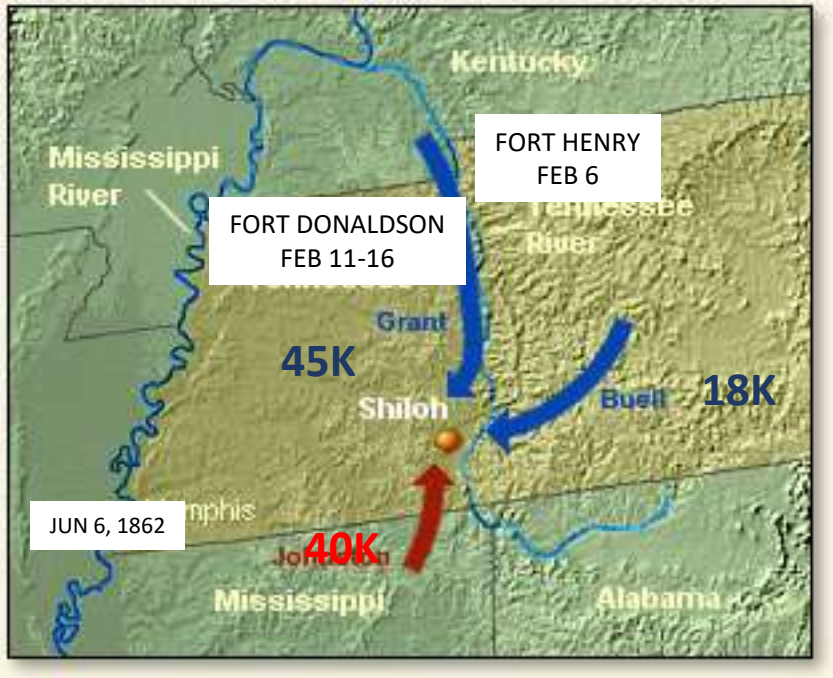 Kentucky
FORT HENRY
FEB 6
Mississippi
River
Tennessee
River
FORT DONALDSON
FEB 11-16
Grant
45K
Shiloh
Buell
18K
Memphis
JUN 6, 1862
40K
Mississippi
Alabama